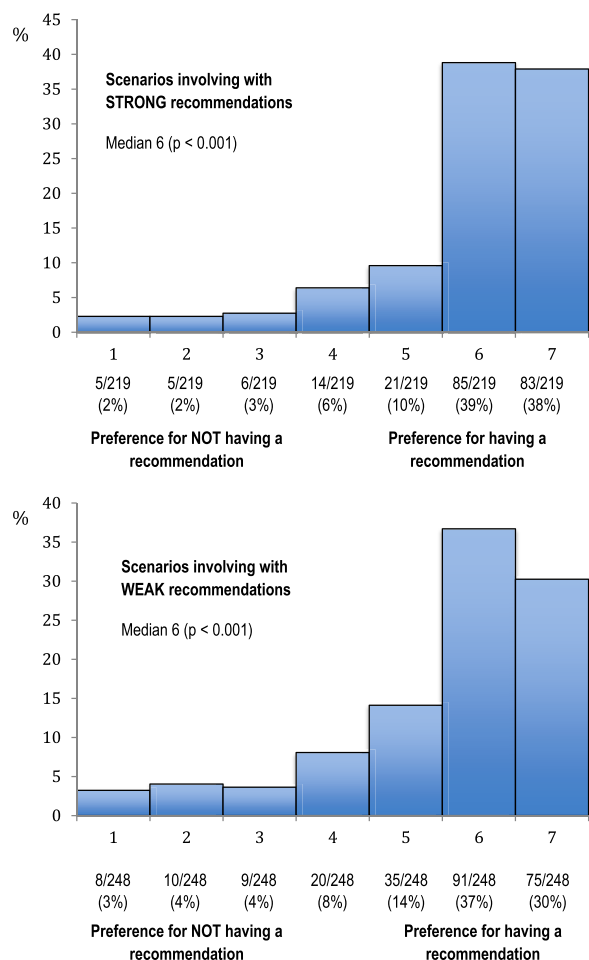 %
45
40
35
30
25
20
15
10
5
0
Scenarios involving with
STRONG recommendations
Median 6 (p < 0.001)
1 2 3 4 5 6 7
5/219 5/219 6/219 14/219 21/219 85/219 83/219
(2%) (2%) (3%) (6%) (10%) (39%) (38%)
Preference for NOT having a Preference for having a
recommendation recommendation
%
40
35
30
25
20
15
10
5
0
Scenarios involving with
WEAK recommendations
Median 6 (p < 0.001)
1 2 3 4 5 6 7
8/248 10/248 9/248 20/248 35/248 91/248 75/248
(3%) (4%) (4%) (8%) (14%) (37%) (30%)
Preference for NOT having a Preference for having a
recommendation recommendation